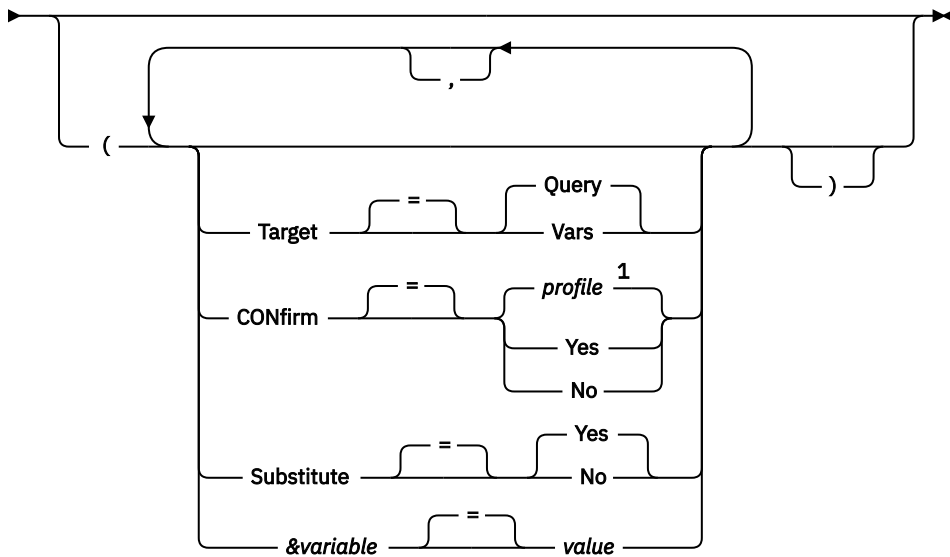 ,
(
)
=
Query
Target
Vars
=
profile 1
CONfirm
Yes
No
=
Yes
Substitute
No
=
&variable
value